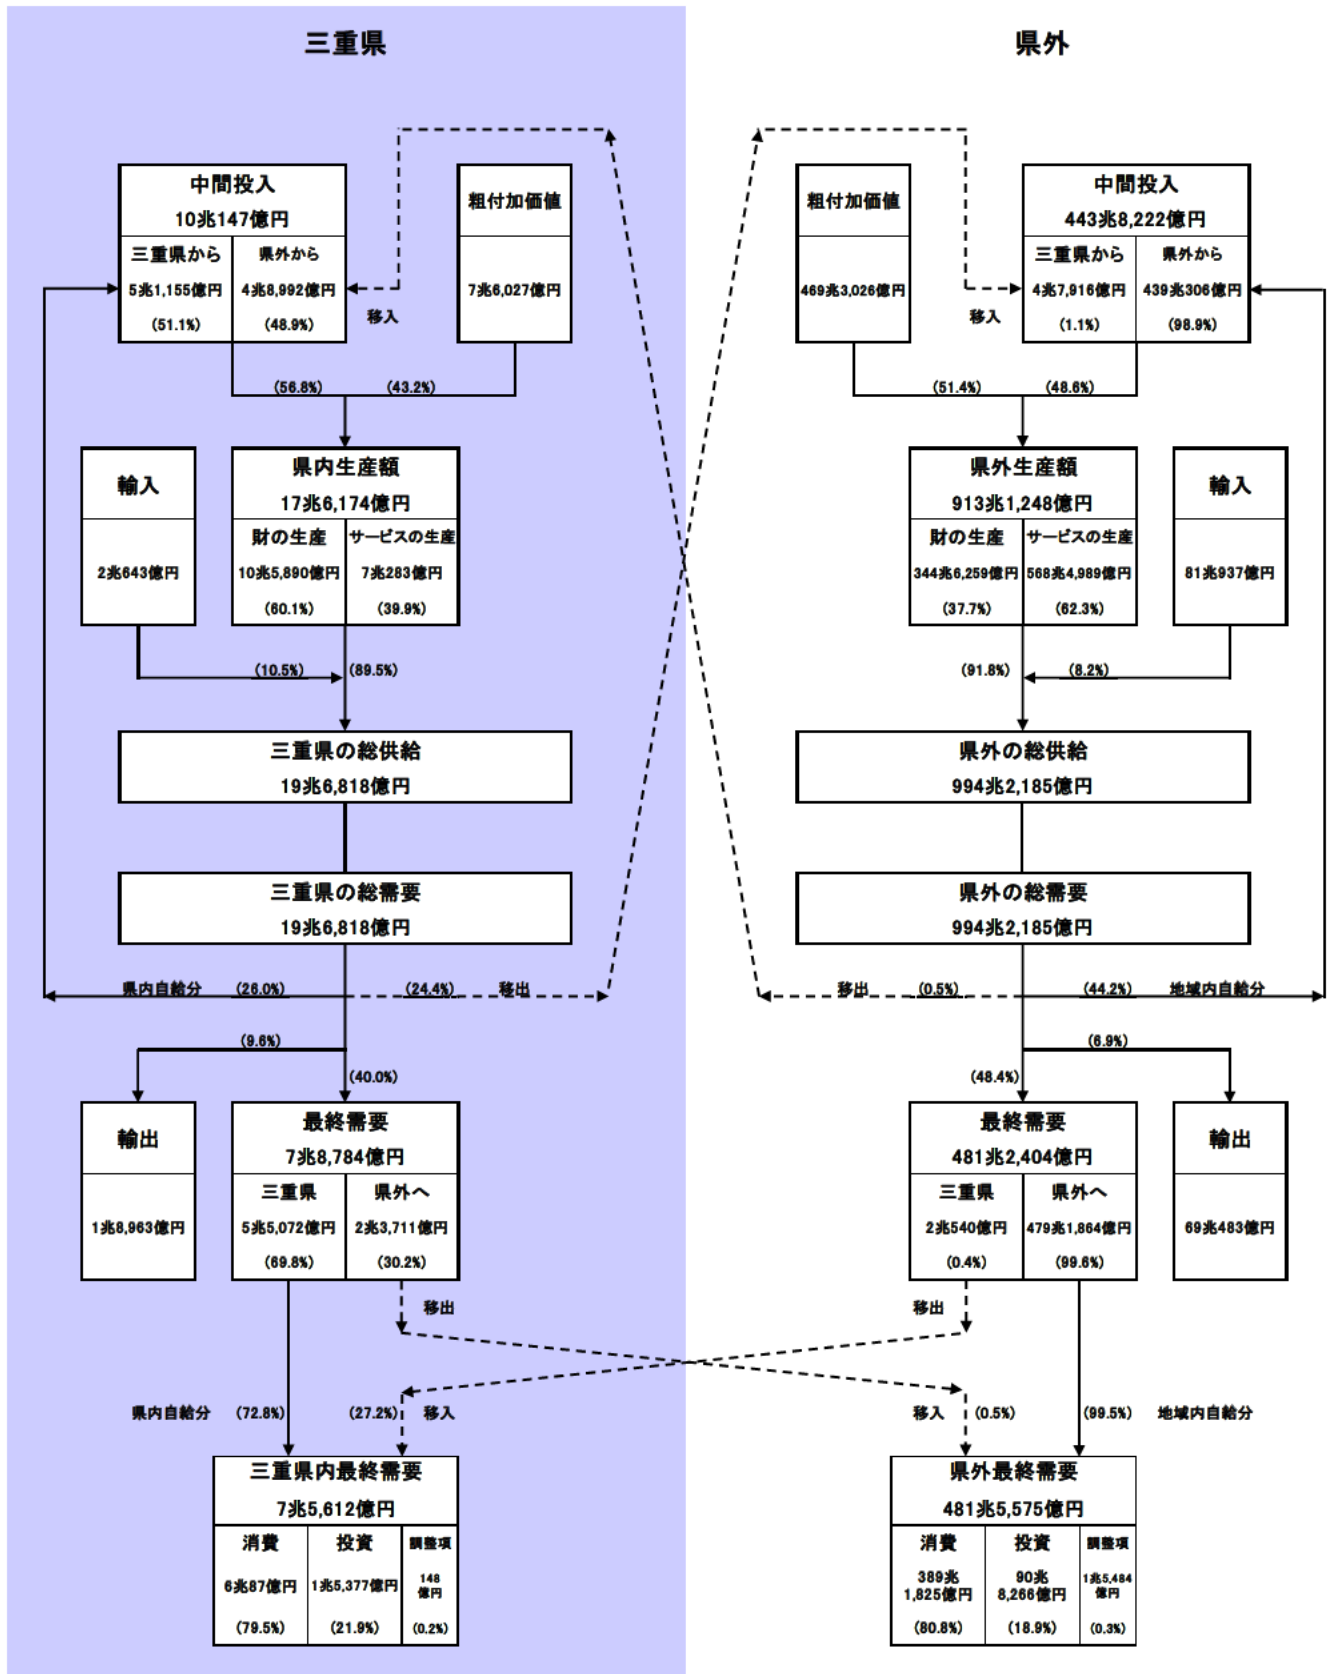 三重県
県外
中間投入
10兆147億円
三重県から
県外から
5兆1,155億円
4兆8,992億円
(51.1%)
(48.9%)
粗付加価値
7兆6,027億円
移入
(56.8%)
(43.2%)
輸入
2兆643億円
県内生産額
17兆6,174億円
財の生産
サービスの生産
10兆5,890億円
7兆283億円
(60.1%)
(39.9%)
(10.5%)
(89.5%)
三重県の総供給
19兆6,818億円
三重県の総需要
19兆6,818億円
県内自給分
(26.0%)
(24.4%)
移出
(9.6%)
(40.0%)
輸出
1兆8,963億円
最終需要
7兆8,784億円
三重県
県外へ
5兆5,072億円
2兆3,711億円
(69.8%)
(30.2%)
移出
県内自給分
(72.8%)
(27.2%)
移入
三重県内最終需要
7兆5,612億円
消費
投資
調整項
6兆87億円
1兆5,377億円
148
億円
(79.5%)
(21.9%)
(0.2%)
粗付加価値
469兆3,026億円
中間投入
443兆8,222億円
三重県から
県外から
4兆7,916億円
439兆306億円
(1.1%)
(98.9%)
移入
(51.4%)
(48.6%)
県外生産額
913兆1,248億円
財の生産
サービスの生産
344兆6,259億円
568兆4,989億円
(37.7%)
(62.3%)
輸入
81兆937億円
(91.8%)
(8.2%)
県外の総供給
994兆2,185億円
県外の総需要
994兆2,185億円
移出
(0.5%)
(44.2%)
地域内自給分
(6.9%)
(48.4%)
最終需要
481兆2,404億円
三重県
県外へ
2兆540億円
479兆1,864億円
(0.4%)
(99.6%)
輸出
69兆483億円
移出
移入
(0.5%)
(99.5%)
地域内自給分
県外最終需要
481兆5,575億円
消費
投資
調整項
389兆
1,825億円
90兆
8,266億円
1兆5,484
億円
(80.8%)
(18.9%)
(0.3%)